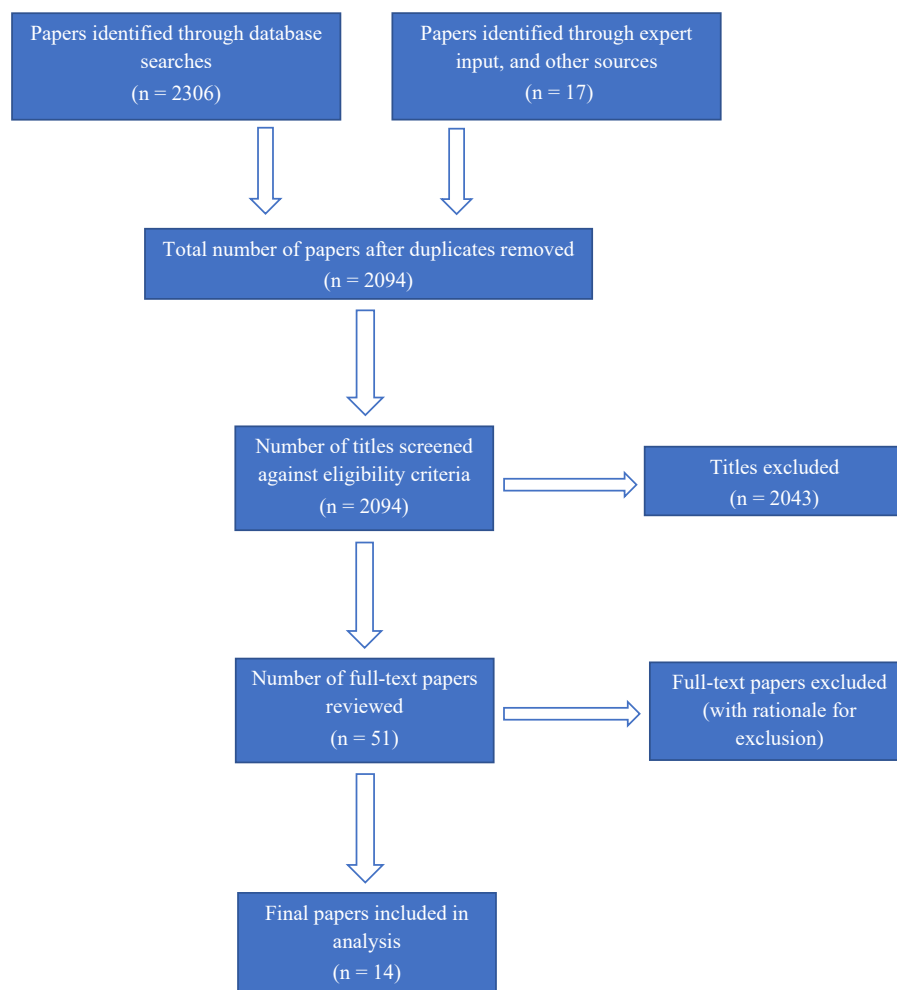 Papers identified through database
searches
(n = 2306)
Papers identified through expert
input, and other sources
(n = 17)
Total number of papers after duplicates removed
(n = 2094)
Number of titles screened
against eligibility criteria
(n = 2094)
Titles excluded
(n = 2043)
Number of full-text papers
reviewed
(n = 51)
Full-text papers excluded
(with rationale for
exclusion)
Final papers included in
analysis
(n = 14)